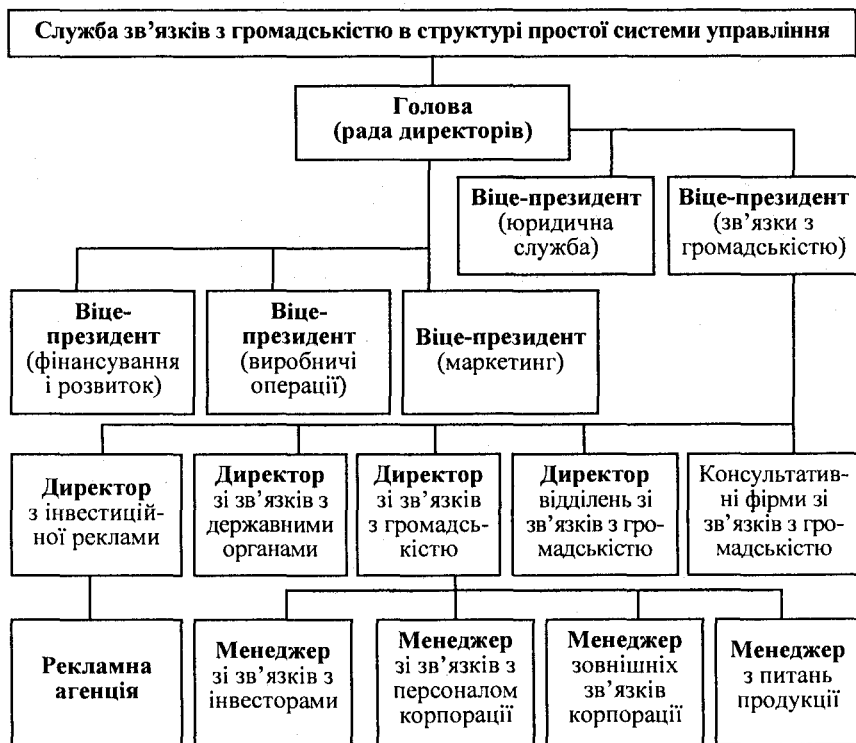 Служба зв’язків з громадськістю в структурі простої системи управління
Голова
(рада директорів)
Віце-президент
(юридична
служба)
Віце-президент
(зв’язки з
громадськістю)
Віце-
президент
(фінансування
і розвиток)
Віце-
президент
(виробничі
операції)
Віце-президент
(маркетинг)
Директор
з інвестицій-
ної реклами
Директор
зі зв’язків з
державними
органами
Директор
зі зв’язків
з громадсь-
кістю
Директор
відділень зі
зв’язків з гро-
мадськістю
Консультатив-
ні фірми зі
зв’язків з гро-
мадськістю
Рекламна
агенція
Менеджер
зі зв’язків з
інвесторами
Менеджер
зі зв’язків з
персоналом
корпорації
Менеджер
зовнішніх
зв’язків
корпорації
Менеджер
з питань
продукції